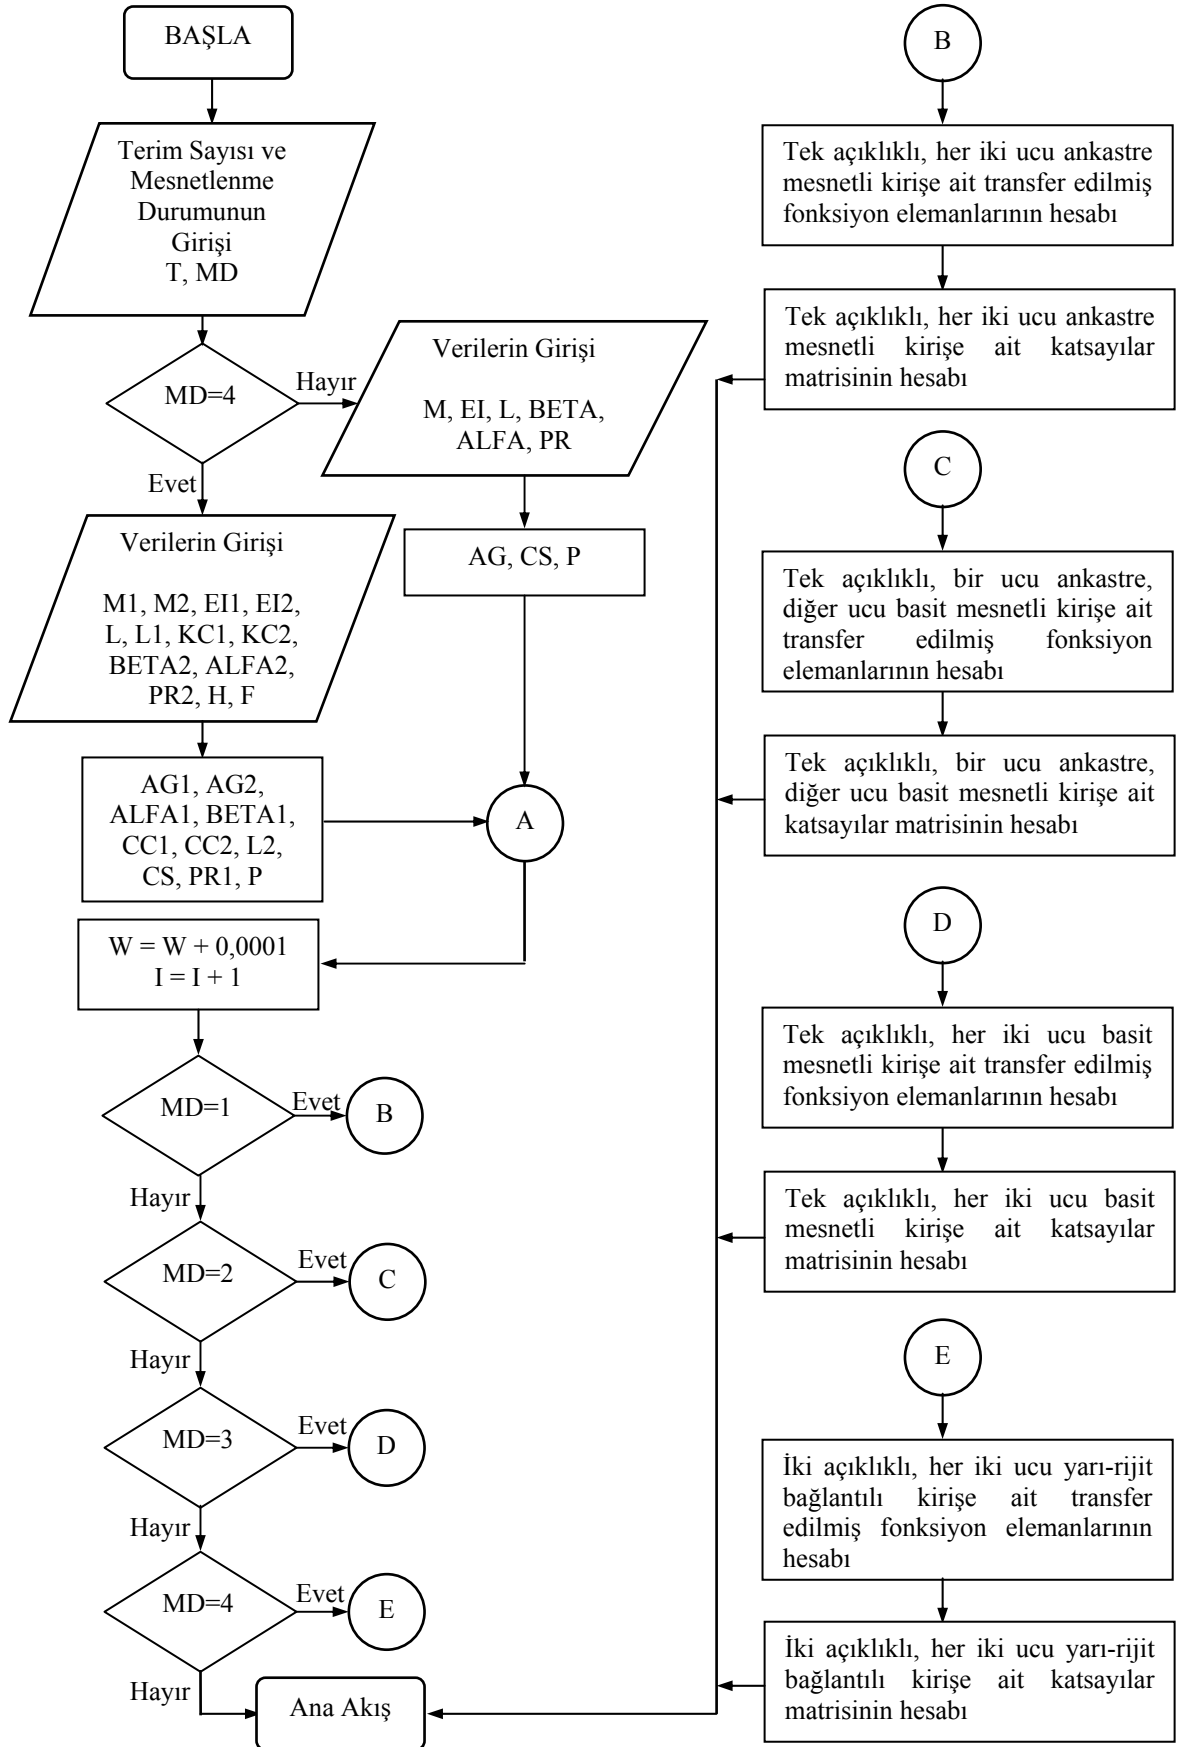 BAŞLA
Terim Sayısı ve
Mesnetlenme
Durumunun
Girişi
T, MD
MD=4
Hayır
Evet
Verilerin Girişi
M, EI, L, BETA,
ALFA, PR
AG, CS, P
Verilerin Girişi
M1, M2, EI1, EI2,
L, L1, KC1, KC2,
BETA2, ALFA2,
PR2, H, F
AG1, AG2,
ALFA1, BETA1,
CC1, CC2, L2,
CS, PR1, P
A
W = W + 0,0001
I = I + 1
MD=1
Evet
B
Hayır
MD=2
Evet
C
Hayır
MD=3
Evet
D
Hayır
MD=4
Evet
E
Hayır
Ana Akış
B
Tek açıklıklı, her iki ucu ankastre
mesnetli kirişe ait transfer edilmiş
fonksiyon elemanlarının hesabı
Tek açıklıklı, her iki ucu ankastre
mesnetli kirişe ait katsayılar
matrisinin hesabı
C
Tek açıklıklı, bir ucu ankastre,
diğer ucu basit mesnetli kirişe ait
transfer edilmiş fonksiyon
elemanlarının hesabı
Tek açıklıklı, bir ucu ankastre,
diğer ucu basit mesnetli kirişe ait
katsayılar matrisinin hesabı
D
Tek açıklıklı, her iki ucu basit
mesnetli kirişe ait transfer edilmiş
fonksiyon elemanlarının hesabı
Tek açıklıklı, her iki ucu basit
mesnetli kirişe ait katsayılar
matrisinin hesabı
E
İki açıklıklı, her iki ucu yarı-rijit
bağlantılı kirişe ait transfer
edilmiş fonksiyon elemanlarının
hesabı
İki açıklıklı, her iki ucu yarı-rijit
bağlantılı kirişe ait katsayılar
matrisinin hesabı